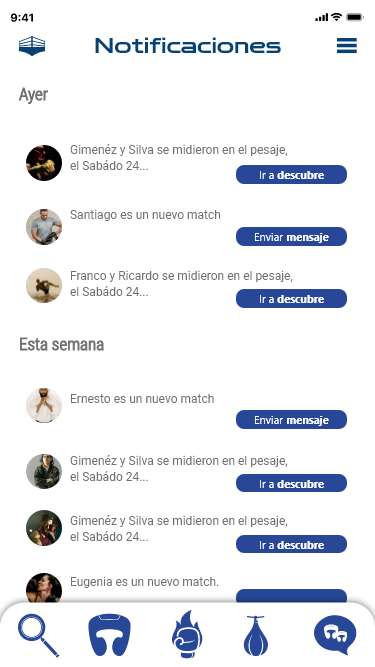 9:41
Notificaciones
Ayer
Gimenéz y Silva se midieron en el pesaje,
el Sabádo 24...
Ir a descubre
Santiago es un nuevo match
Enviar mensaje
Franco y Ricardo se midieron en el pesaje,
el Sabádo 24...
Ir a descubre
Esta semana
Ernesto es un nuevo match
Enviar mensaje
Gimenéz y Silva se midieron en el pesaje,
el Sabádo 24...
Ir a descubre
Gimenéz y Silva se midieron en el pesaje,
el Sabádo 24...
Ir a descubre
Eugenia es un nuevo match.